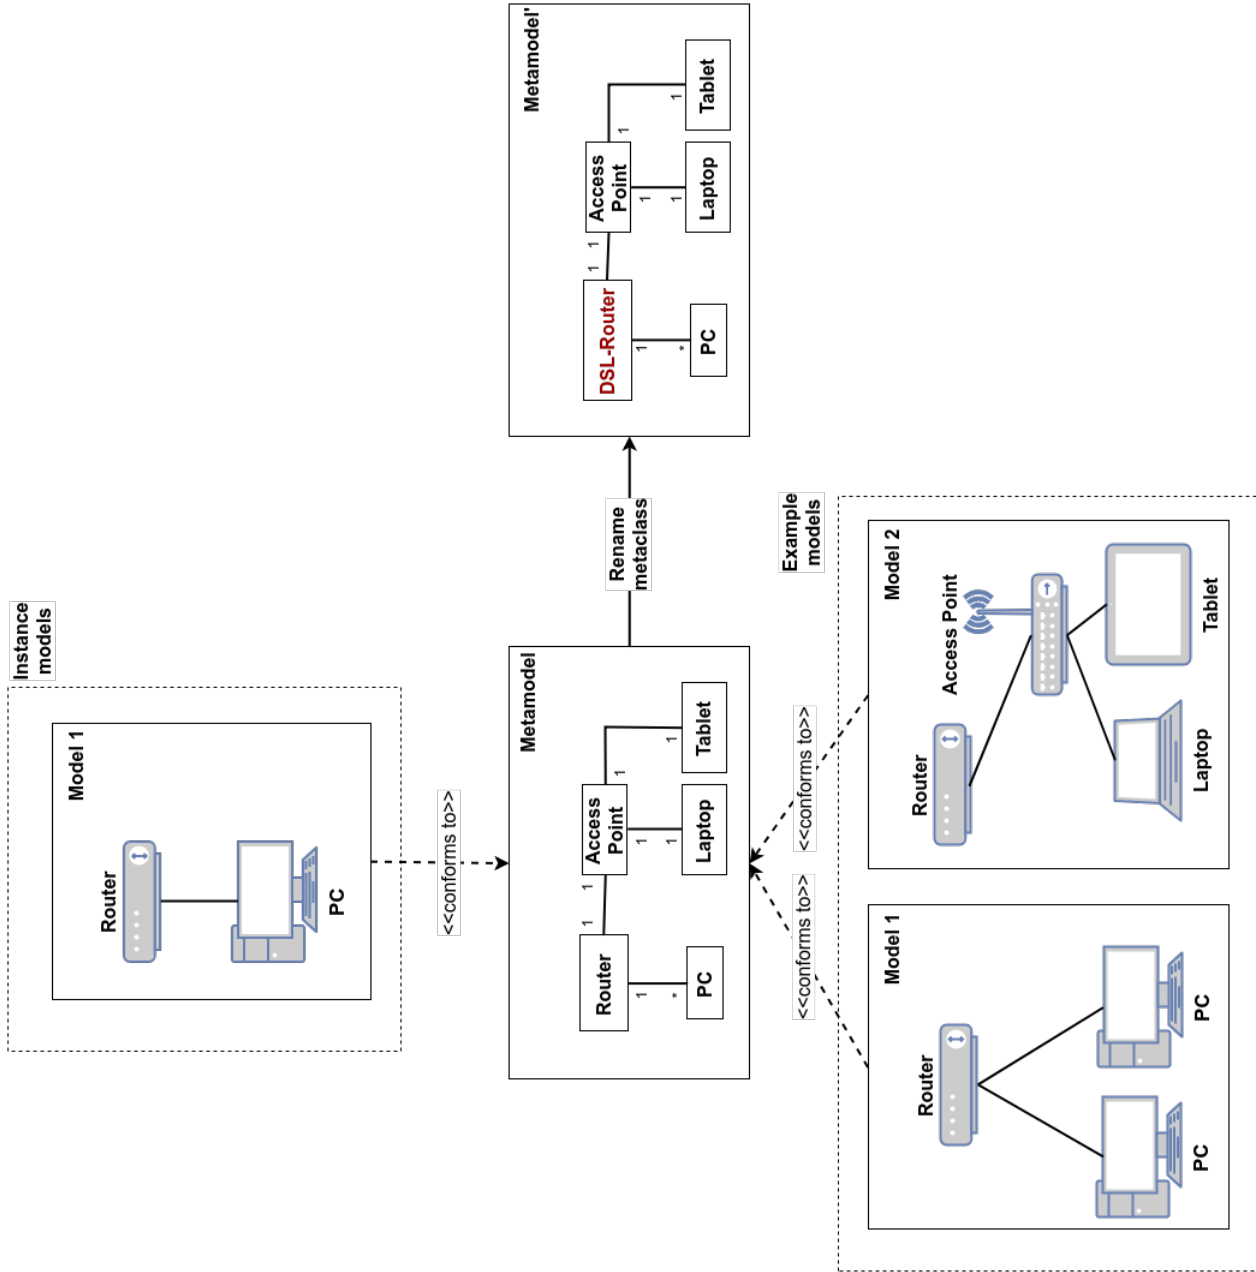 Instance
models
Model 1
Router
PC
<<conforms to>>
Metamodel
Router
1 1
Access
Point
1
1
1
*
1
1
PC
Laptop
Tablet
Rename
metaclass
Metamodel'
DSL-Router
1 1
Access
Point
1
1
1
*
1
1
PC
Laptop
Tablet
<<conforms to>>
<<conforms to>>
Example
models
Model 1
Router
PC
PC
Model 2
Router
Access Point
Laptop
Tablet